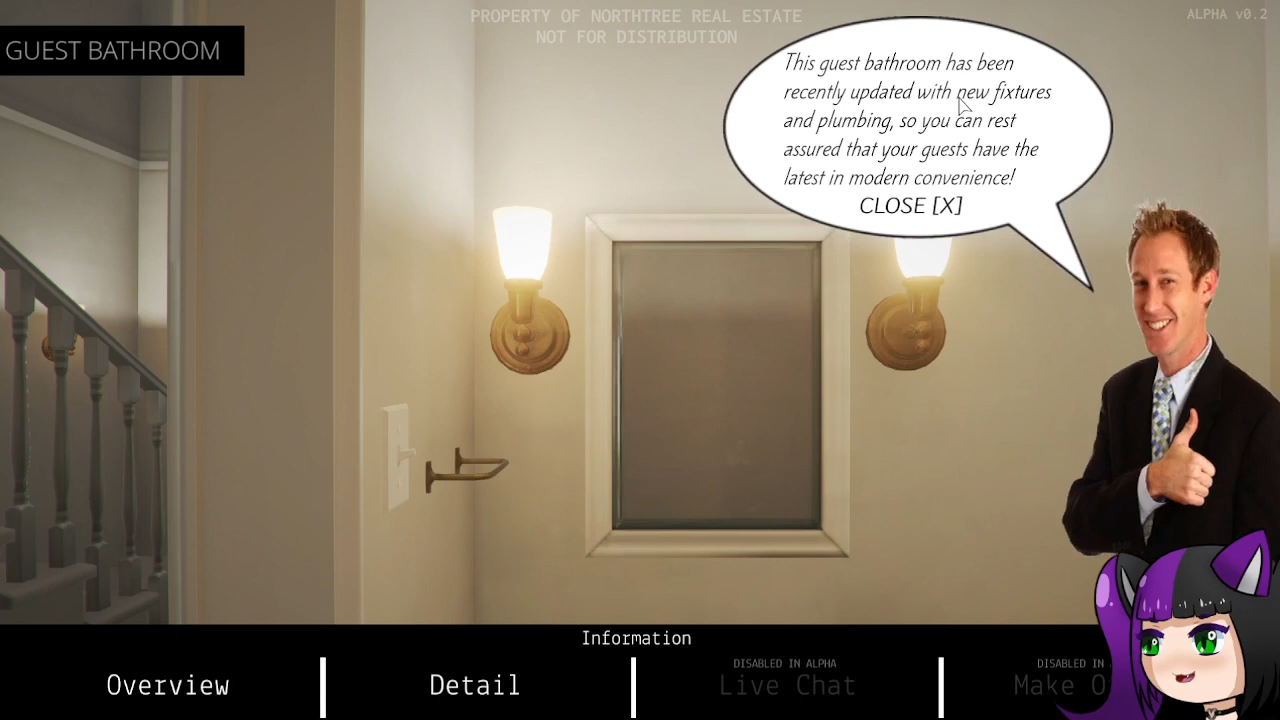 PROPERTY OF NORTHTREE REAL ESTATE
NOT FOR DISTRIBUTION
ALPHA v0.2
GUEST BATHROOM
This guest bathroom has been
recently updated with new fixtures
and plumbing, so you can rest
assured that your guests have the
latest in modern convenience!
CLOSE [X]
Information
Overview
Detail
DISABLED IN ALPHA
Live Chat
DISABLED IN
Make